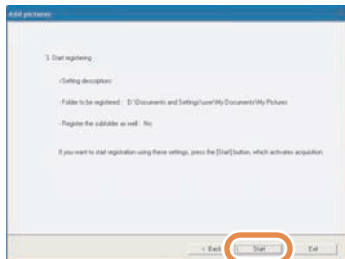 Add pictures
3. Start registering
<Setting description>
- Folder to be registered : D:\Documents and Settings\user\My Documents\My Pictures
- Register the subfolder as well : No
If you want to start registration using these settings, press the [Start] button, which activates acquisition.
< Back
Start
Exit